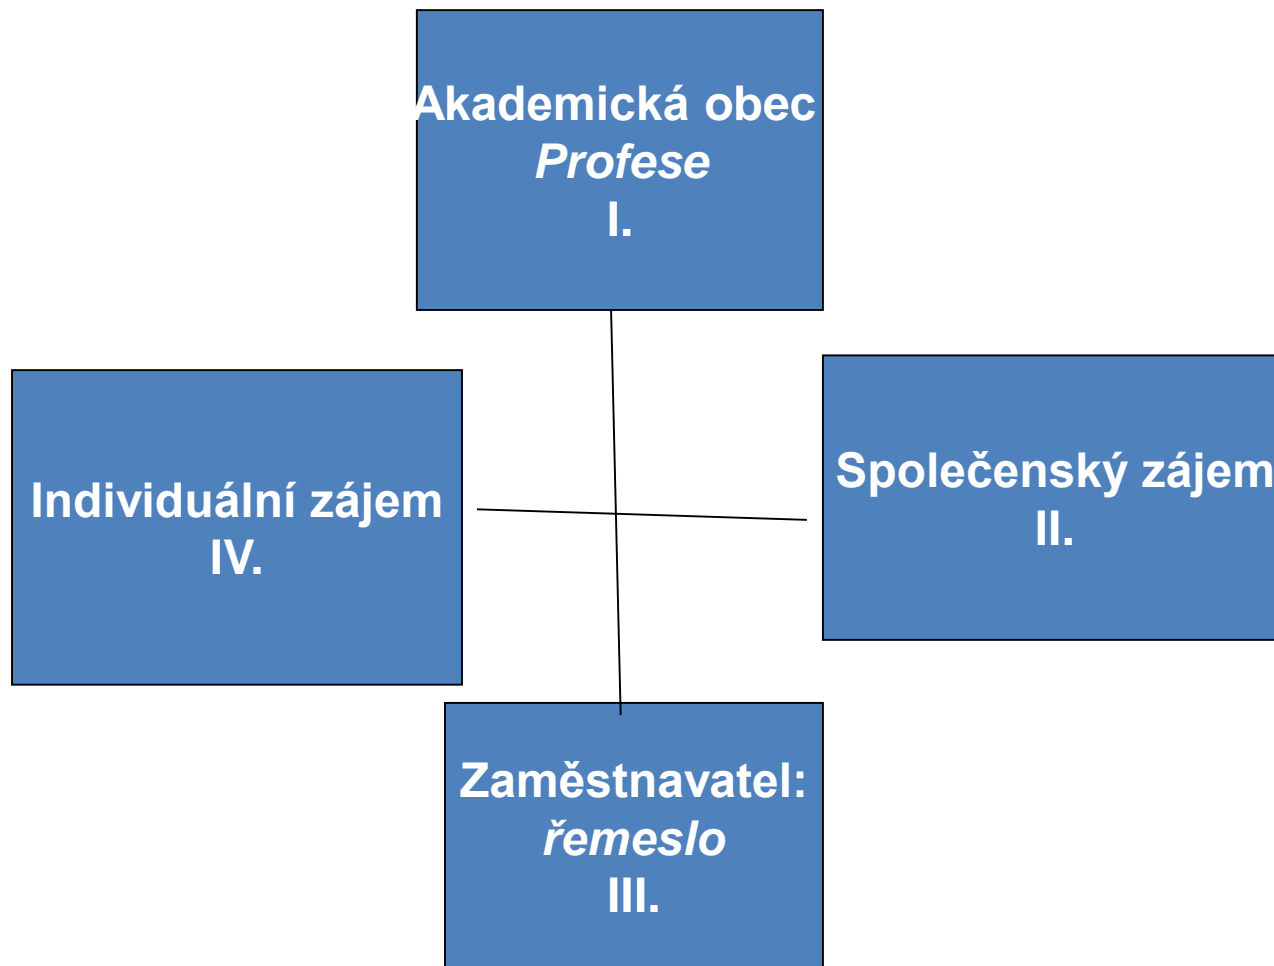 Akademická obec
Profese
I.
Společenský zájem
II.
Individuální zájem
IV.
Zaměstnavatel:
řemeslo
III.